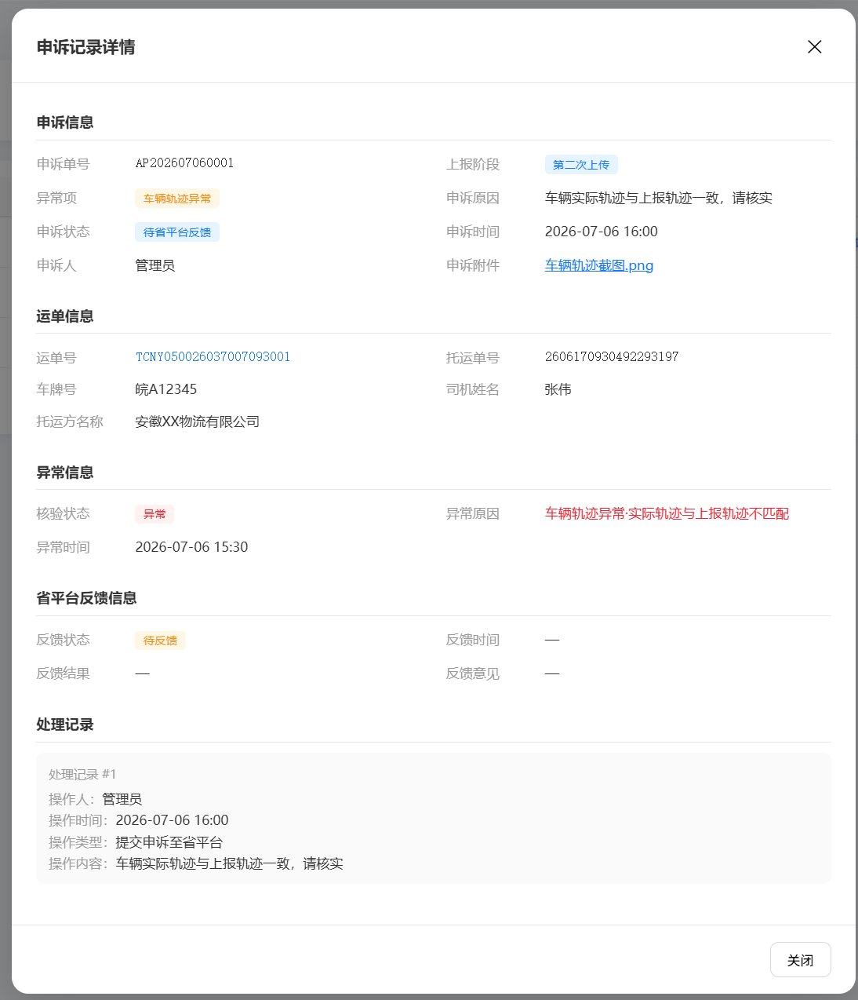 申诉记录详情
申诉信息
申诉单号 AP202607060001 上报阶段 第二次上传
异常项 车辆轨迹异常 申诉原因 车辆实际轨迹与上报轨迹一致，请核实
申诉状态 待省平台反馈 申诉时间 2026-07-06 16:00
申诉人 管理员 申诉附件 车辆轨迹截图.png
运单信息
运单号 TCNY050026037007093001 托运单号 2606170930492293197
车牌号 皖A12345 司机姓名 张伟
托运方名称 安徽XX物流有限公司
异常信息
核验状态 异常 异常原因 车辆轨迹异常·实际轨迹与上报轨迹不匹配
异常时间 2026-07-06 15:30
省平台反馈信息
反馈状态 待反馈 反馈时间 —
反馈结果 — 反馈意见 —
处理记录
处理记录 #1
操作人：管理员
操作时间：2026-07-06 16:00
操作类型：提交申诉至省平台
操作内容：车辆实际轨迹与上报轨迹一致，请核实
关闭